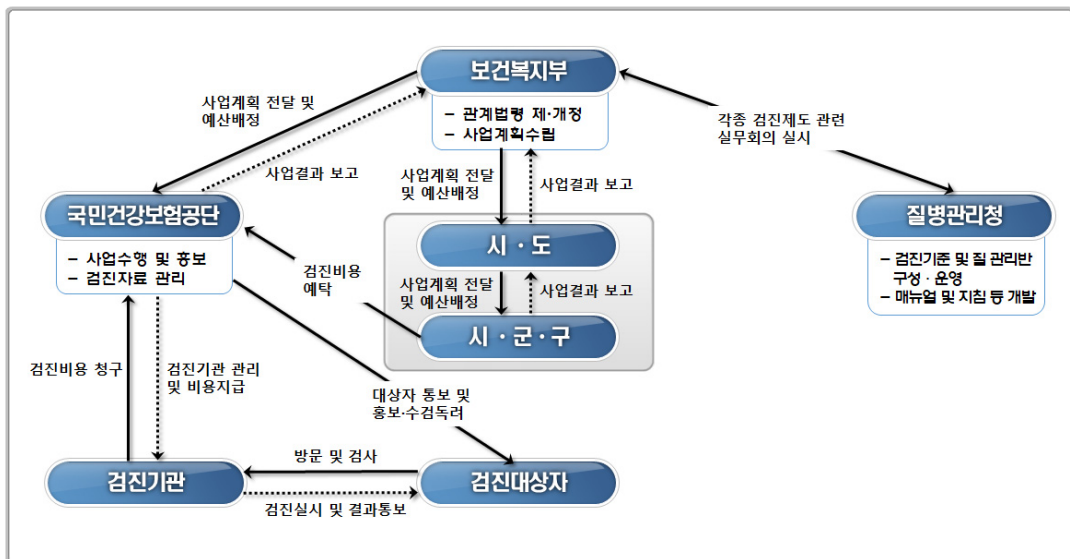 보건복지부
- 관계법령 제·개정
- 사업계획수립
사업계획 전달 및
예산배정
사업결과 보고
각종 검진제도 관련
실무회의 실시
사업계획 전달
및 예산배정
사업결과 보고
국민건강보험공단
- 사업수행 및 홍보
- 검진자료 관리
시·도
질병관리청
- 검진기준 및 질 관리반
구성·운영
- 매뉴얼 및 지침 등 개발
검진비용
예탁
사업계획 전달
및 예산배정
사업결과 보고
시·군·구
검진비용 청구
검진기관 관리
및 비용지급
대상자 통보 및
홍보·수검독려
방문 및 검사
검진기관
검진대상자
검진실시 및 결과통보